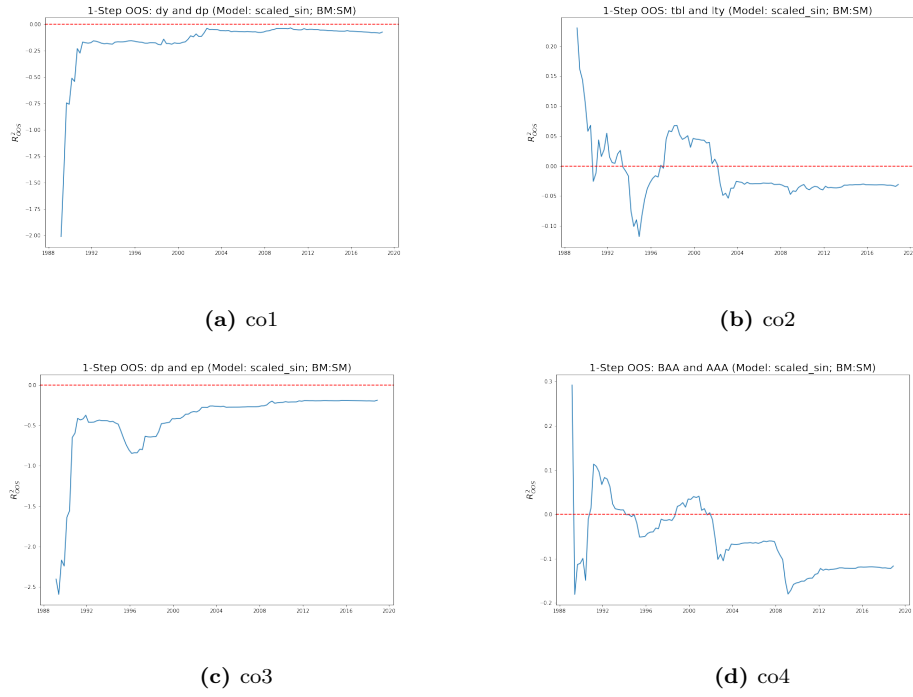 1-Step OOS: dy and dp (Model: scaled_sin; BM:SM)
0.00
−0.25
−0.50
−0.75
−1.00
−1.25
−1.50
−1.75
−2.00
R²OOS
1988 1992 1996 2000 2004 2008 2012 2016 2020
(a) co1
1-Step OOS: tbl and lty (Model: scaled_sin; BM:SM)
0.20
0.15
0.10
0.05
0.00
−0.05
−0.10
R²OOS
1988 1992 1996 2000 2004 2008 2012 2016 2020
(b) co2
1-Step OOS: dp and ep (Model: scaled_sin; BM:SM)
0.0
−0.5
−1.0
−1.5
−2.0
−2.5
R²OOS
1988 1992 1996 2000 2004 2008 2012 2016 2020
(c) co3
1-Step OOS: BAA and AAA (Model: scaled_sin; BM:SM)
0.3
0.2
0.1
0.0
−0.1
−0.2
R²OOS
1988 1992 1996 2000 2004 2008 2012 2016 2020
(d) co4